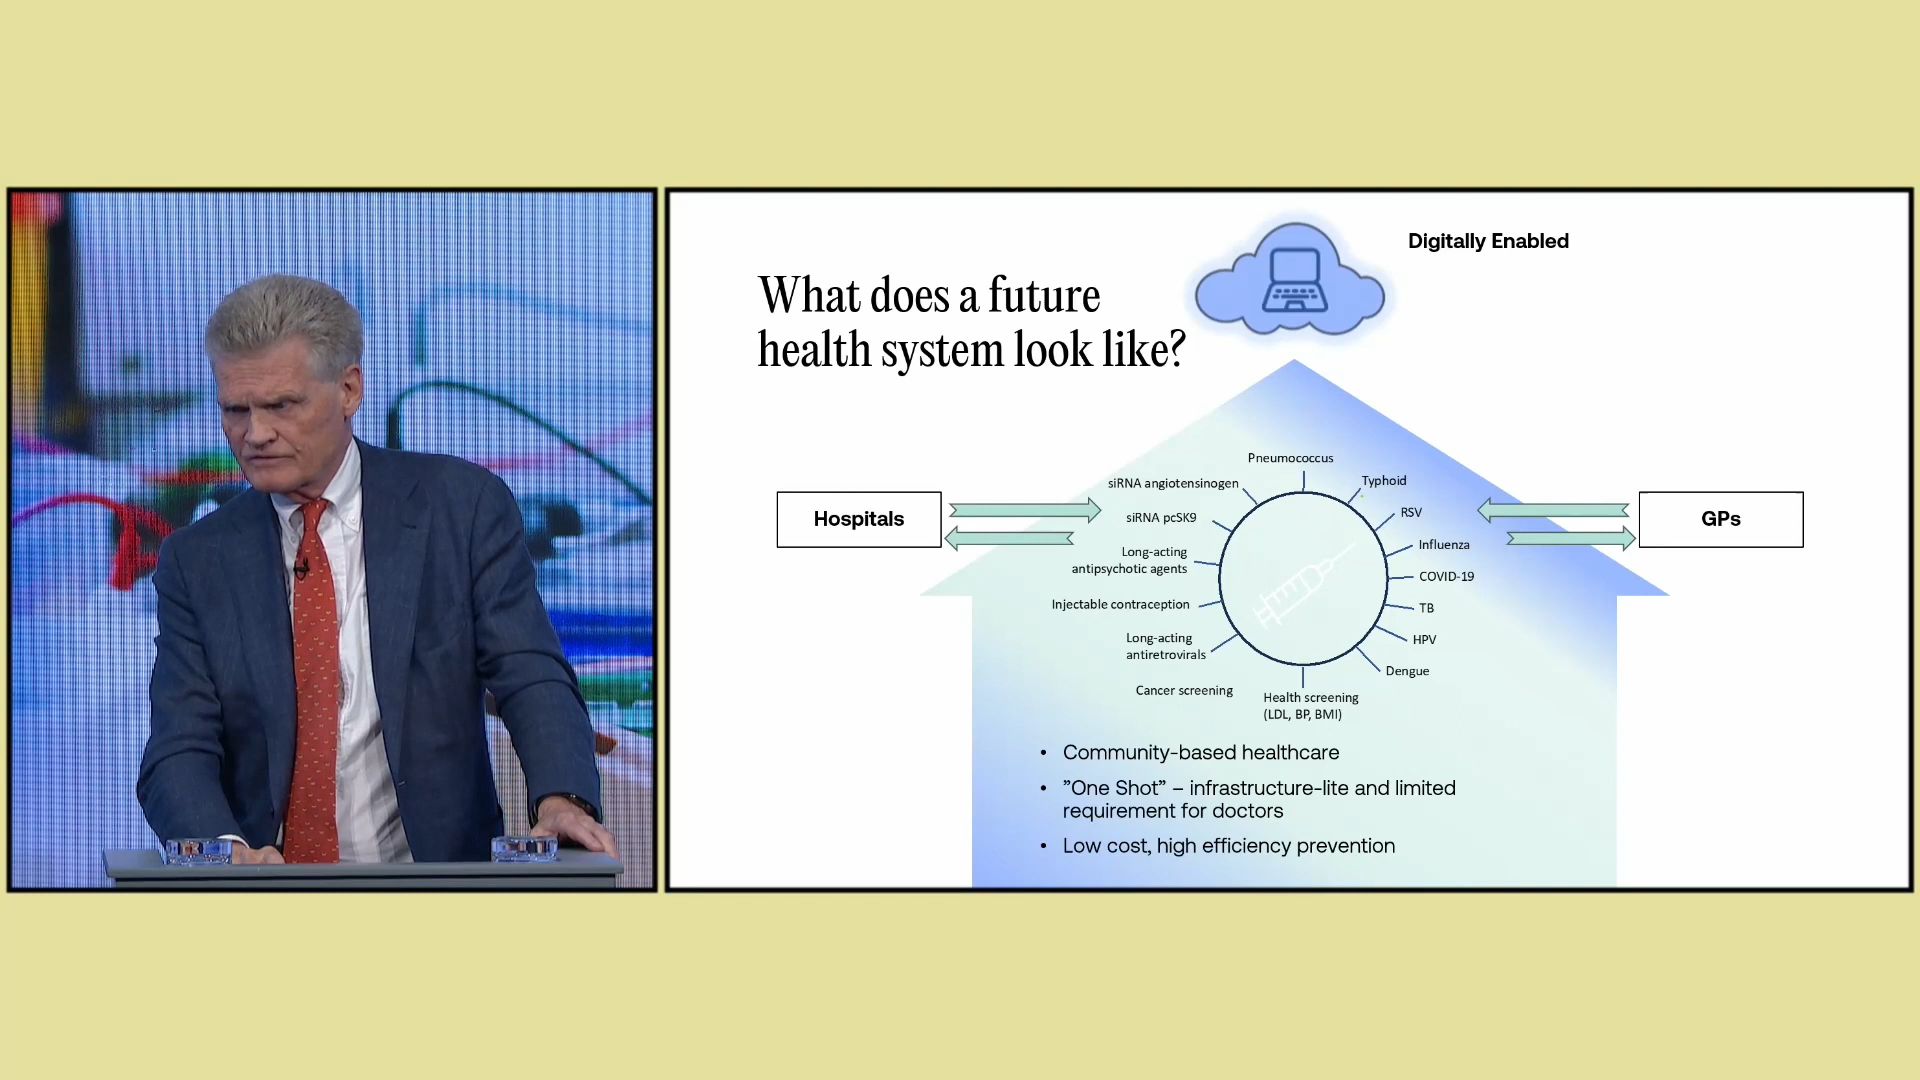 Digitally Enabled
What does a future
health system look like?
Hospitals
GPs
Pneumococcus
siRNA angiotensinogen
Typhoid
siRNA pcSK9
RSV
Long-acting
antipsychotic agents
Influenza
COVID-19
Injectable contraception
TB
Long-acting
antiretrovirals
HPV
Dengue
Cancer screening
Health screening
(LDL, BP, BMI)
• Community-based healthcare
• ”One Shot” – infrastructure-lite and limited
requirement for doctors
• Low cost, high efficiency prevention